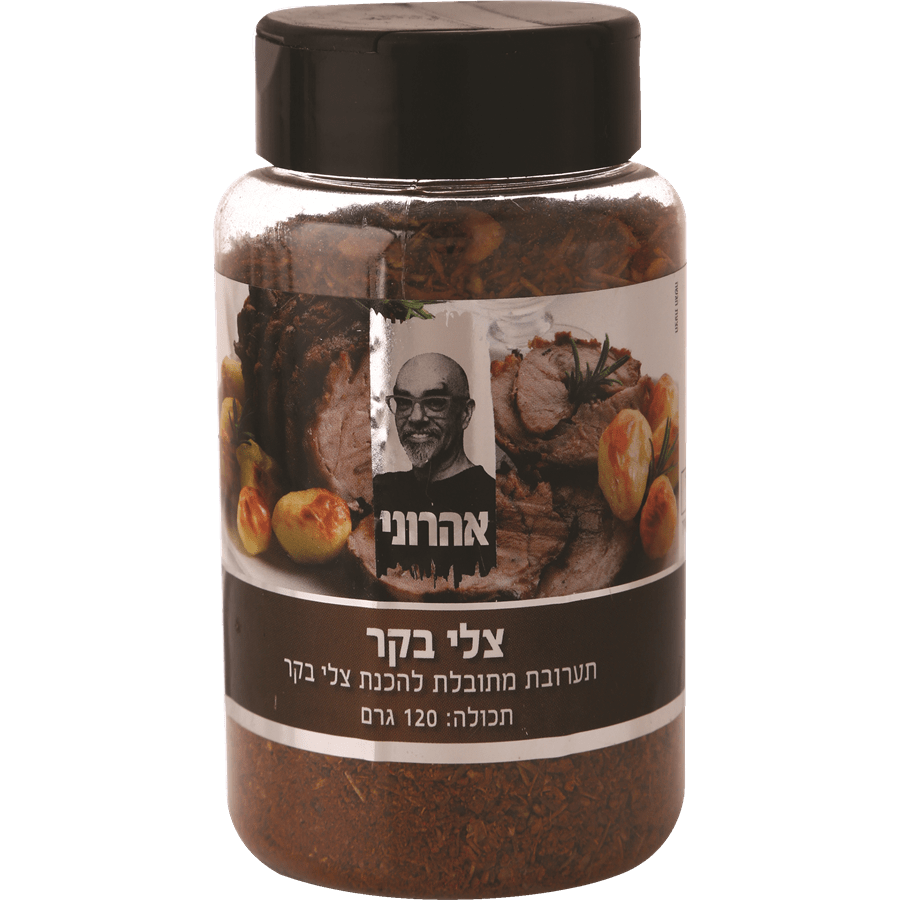 אהרוני
צלי בקר
תערובת מתובלת להכנת צלי בקר
תכולה: 120 גרם